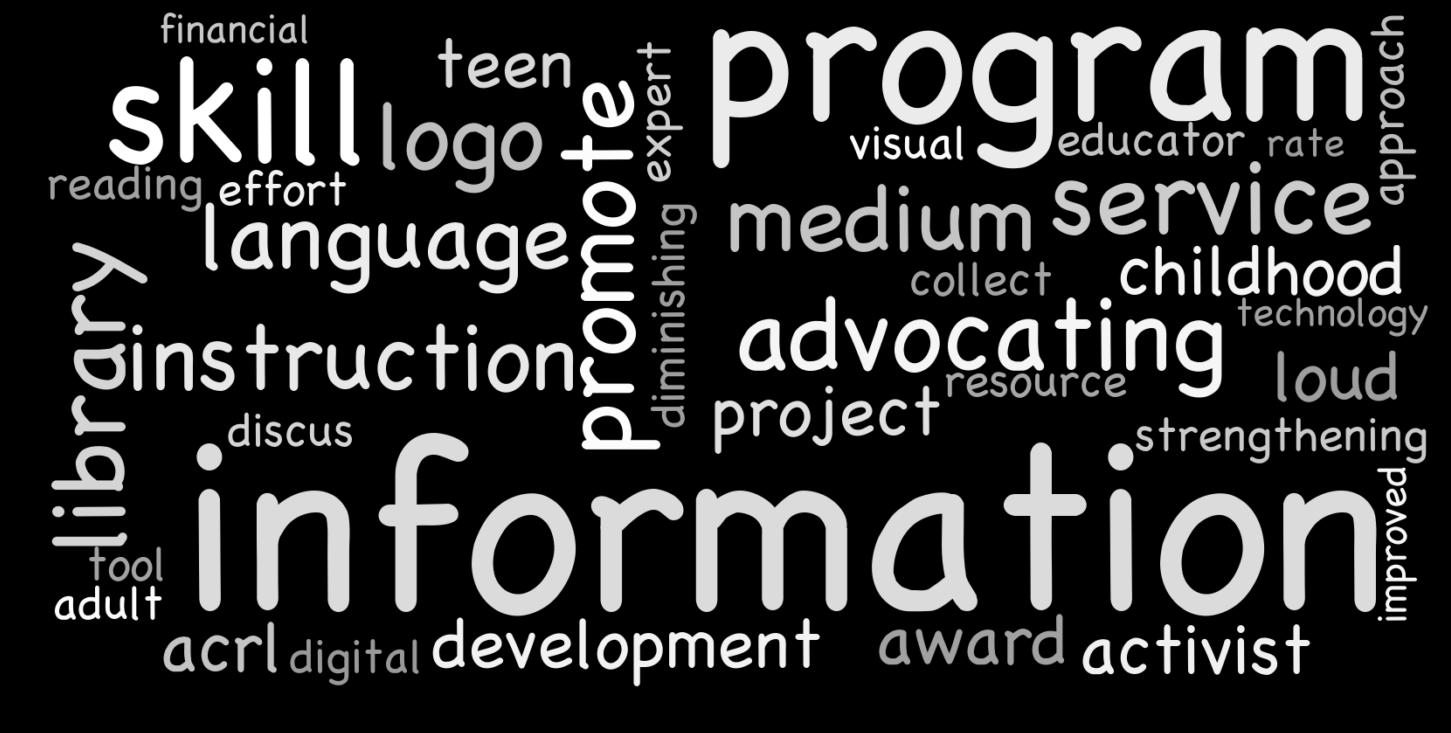 financial
teen
program
approach
skill
logo
promote
expert
visual
educator
rate
reading
effort
language
medium
service
diminishing
collect
childhood
library
instruction
advocating
technology
resource
loud
project
discus
strengthening
information
improved
tool
adult
acrl
digital
development
award
activist